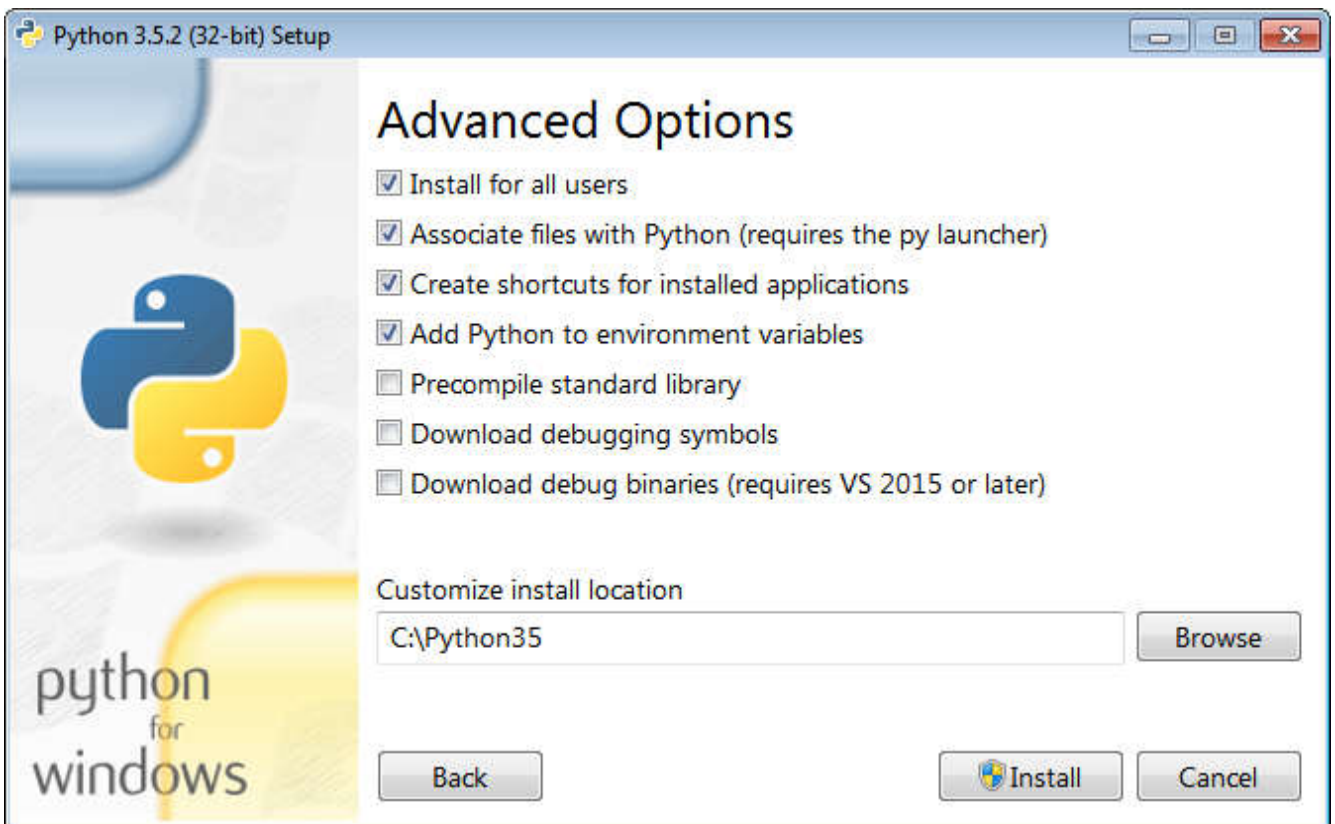 Python 3.5.2 (32-bit) Setup
Advanced Options
Install for all users
Associate files with Python (requires the py launcher)
Create shortcuts for installed applications
Add Python to environment variables
Precompile standard library
Download debugging symbols
Download debug binaries (requires VS 2015 or later)
Customize install location
C:\Python35
Browse
python
for
windows
Back
Install
Cancel